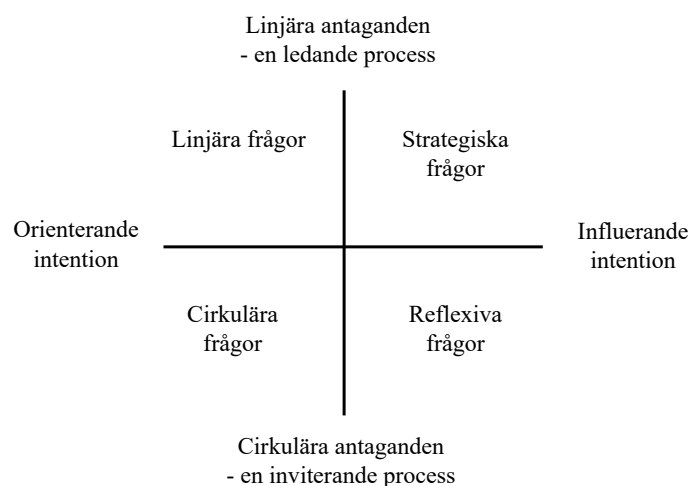 Linjära antaganden
- en ledande process
Linjära frågor
Strategiska
frågor
Orienterande
intention
Influerande
intention
Cirkulära
frågor
Reflexiva
frågor
Cirkulära antaganden
- en inviterande process